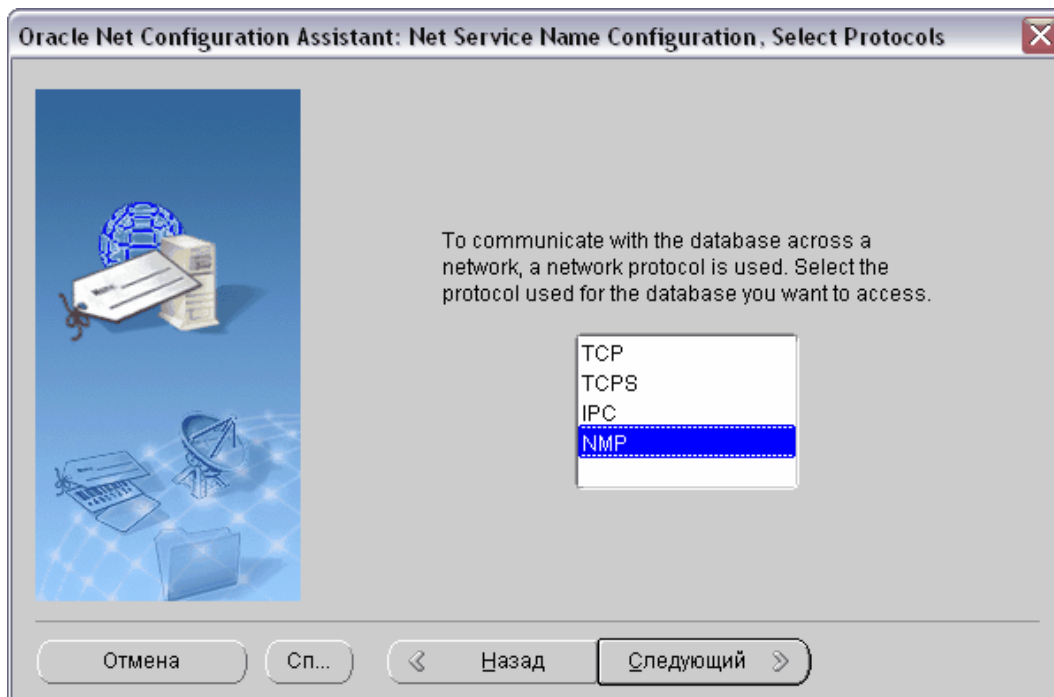 Oracle Net Configuration Assistant: Net Service Name Configuration, Select Protocols
To communicate with the database across a
network, a network protocol is used. Select the
protocol used for the database you want to access.
TCP
TCPS
IPC
NMP
Отмена
Сп...
Назад
Следующий